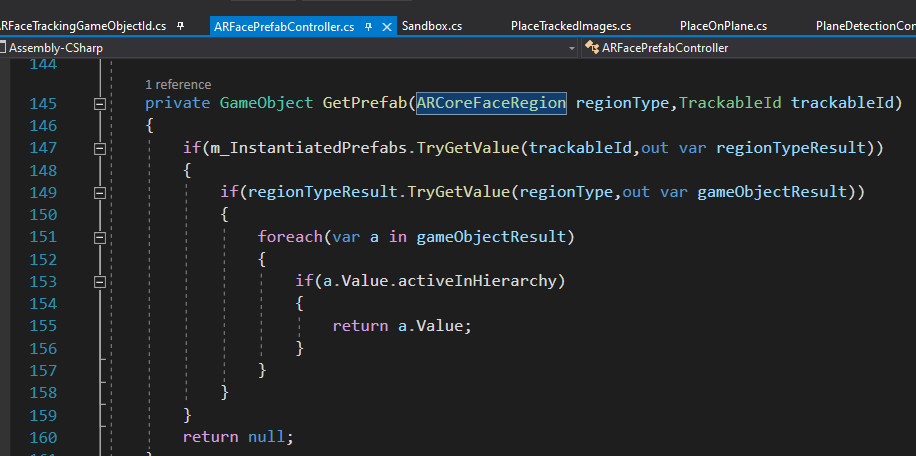 RFaceTrackingGameObjectId.cs ARFacePrefabController.cs Sandbox.cs PlaceTrackedImages.cs PlaceOnPlane.cs PlaneDetectionCon
Assembly-CSharp ARFacePrefabController
144
1 reference
145 private GameObject GetPrefab(ARCoreFaceRegion regionType,TrackableId trackableId)
146 {
147 if(m_InstantiatedPrefabs.TryGetValue(trackableId,out var regionTypeResult))
148 {
149 if(regionTypeResult.TryGetValue(regionType,out var gameObjectResult))
150 {
151 foreach(var a in gameObjectResult)
152 {
153 if(a.Value.activeInHierarchy)
154 {
155 return a.Value;
156 }
157 }
158 }
159 }
160 return null;
161 }